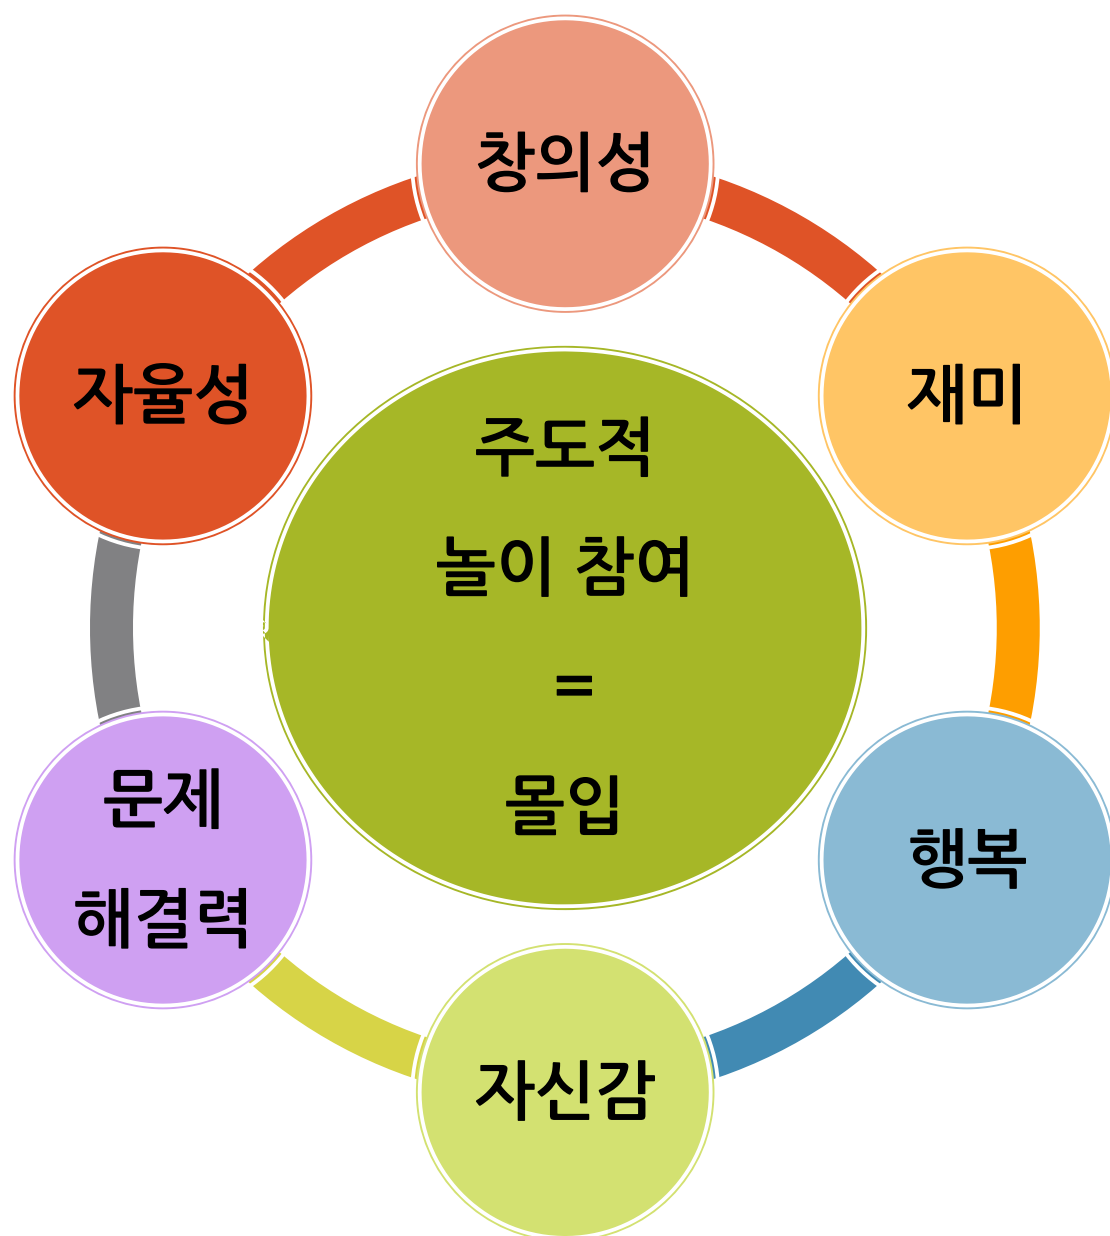 창의성
자율성
재미
주도적
놀이 참여
=
몰입
문제
해결력
행복
자신감